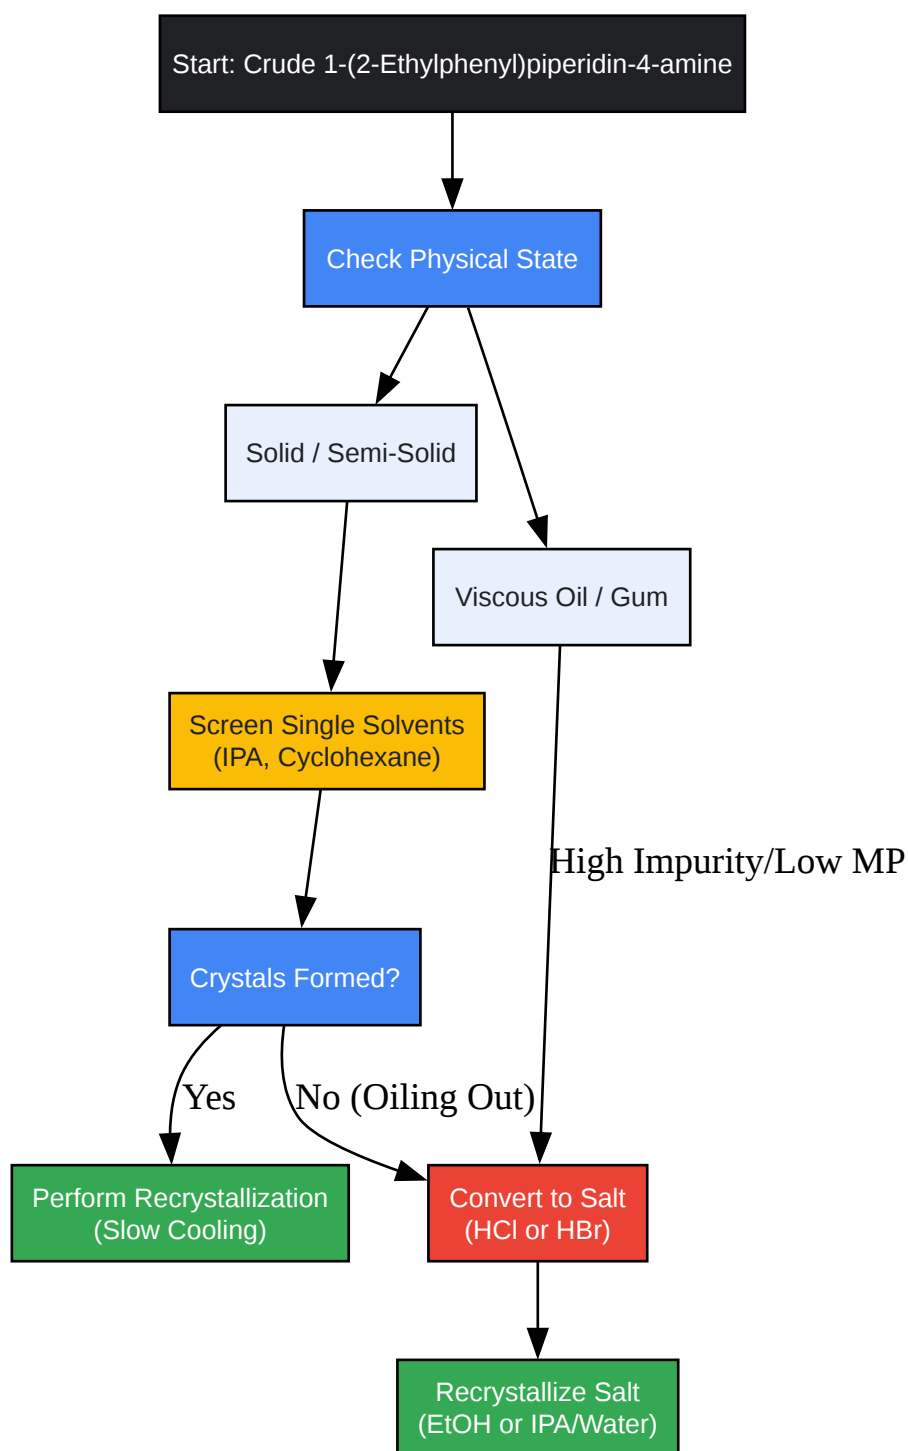 Start: Crude 1-(2-Ethylphenyl)piperidin-4-amine
Check Physical State
Solid / Semi-Solid
Viscous Oil / Gum
Screen Single Solvents
(IPA, Cyclohexane)
High Impurity/Low MP
Crystals Formed?
Yes
No (Oiling Out)
Perform Recrystallization
(Slow Cooling)
Convert to Salt
(HCl or HBr)
Recrystallize Salt
(EtOH or IPA/Water)